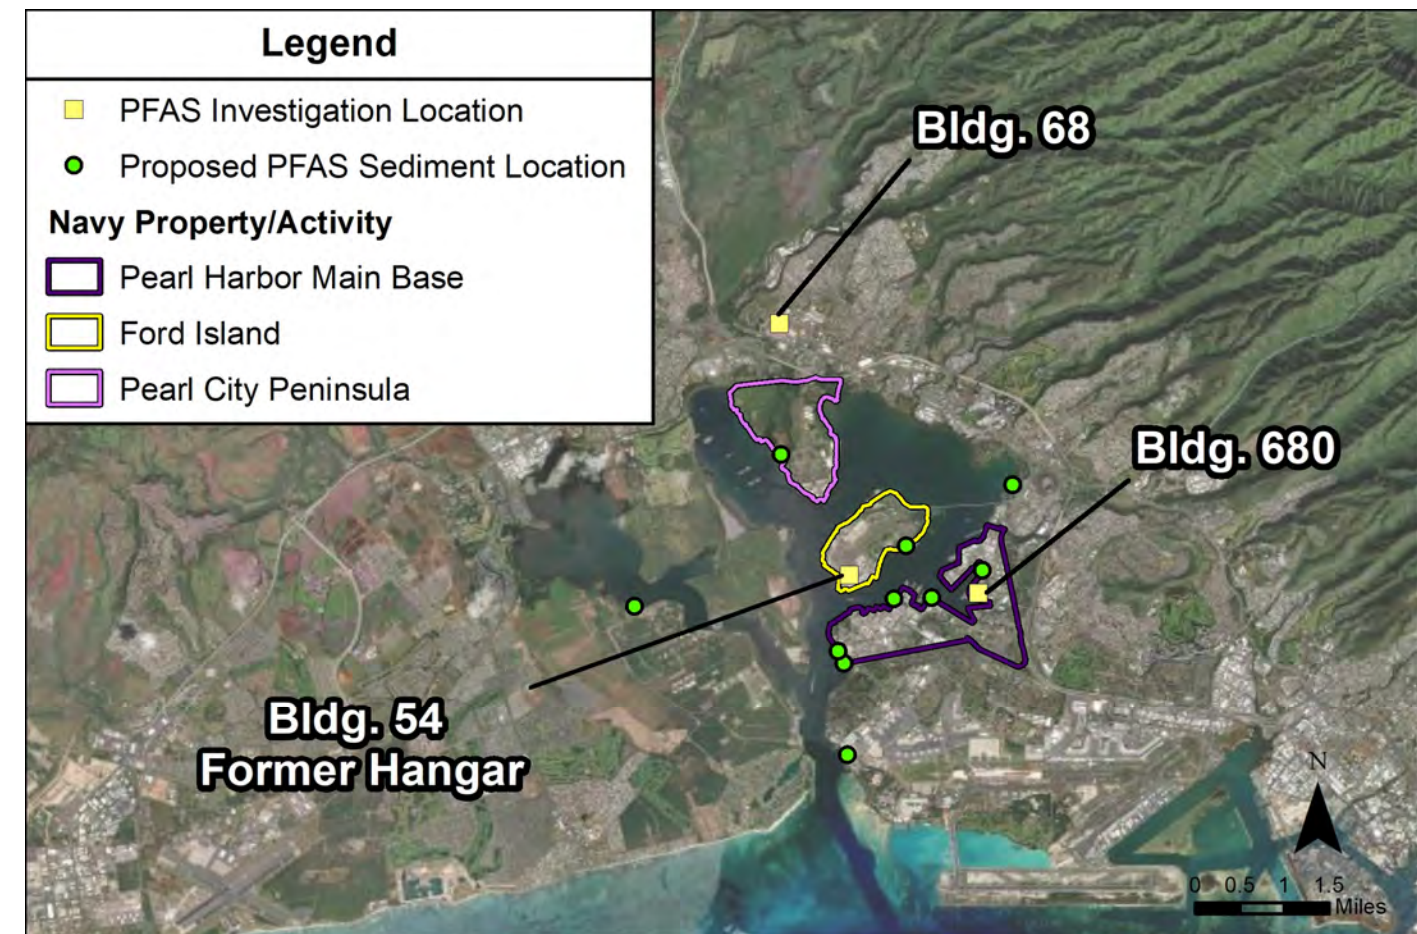 Legend
PFAS Investigation Location
Proposed PFAS Sediment Location
Navy Property/Activity
Pearl Harbor Main Base
Ford Island
Pearl City Peninsula
Bldg. 68
Bldg. 680
Bldg. 54
Former Hangar
N
0 0.5 1 1.5
Miles